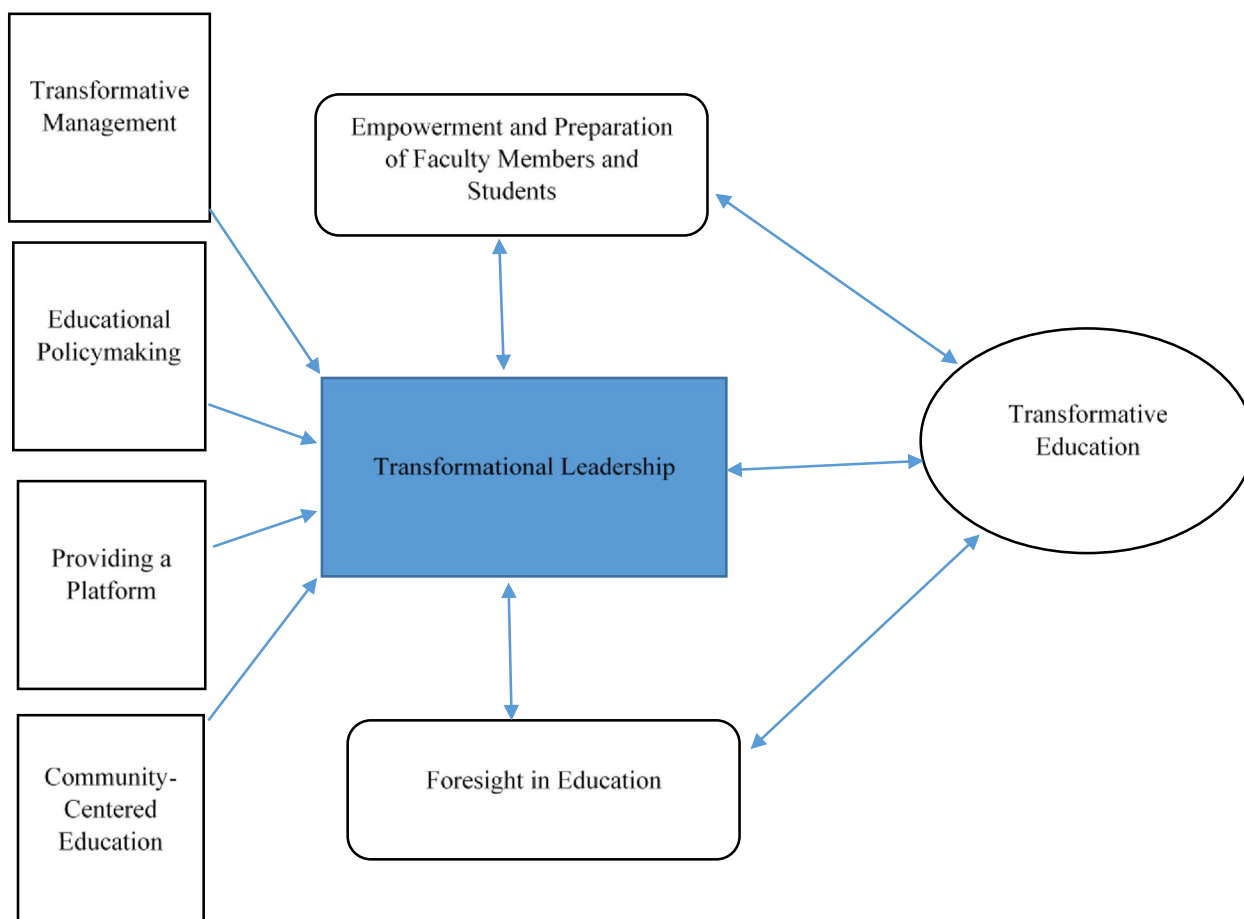 Transformative
Management
Educational
Policymaking
Providing a
Platform
Community-
Centered
Education
Empowerment and Preparation
of Faculty Members and
Students
Transformational Leadership
Foresight in Education
Transformative
Education